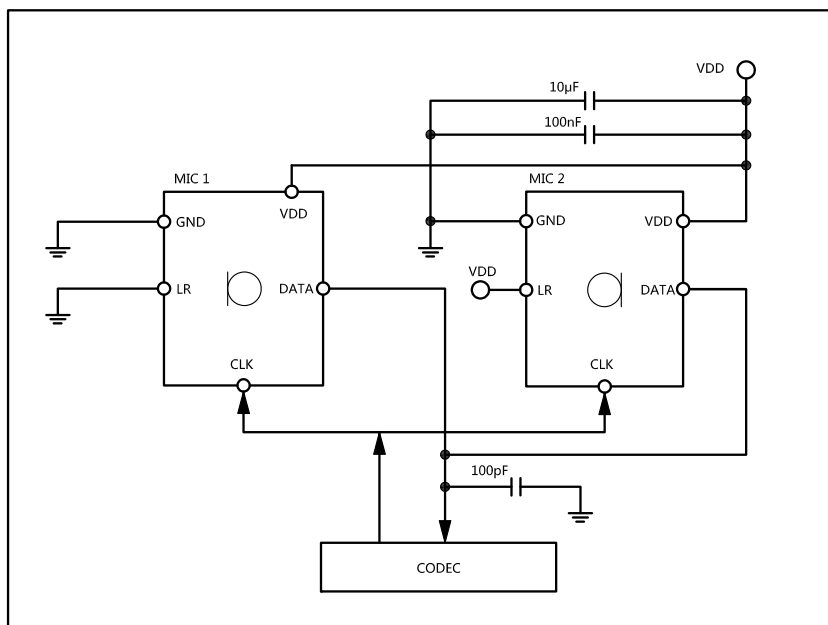 VDD
10µF
100nF
MIC 1
MIC 2
VDD
GND
GND
VDD
VDD
LR
DATA
LR
DATA
CLK
CLK
100pF
CODEC